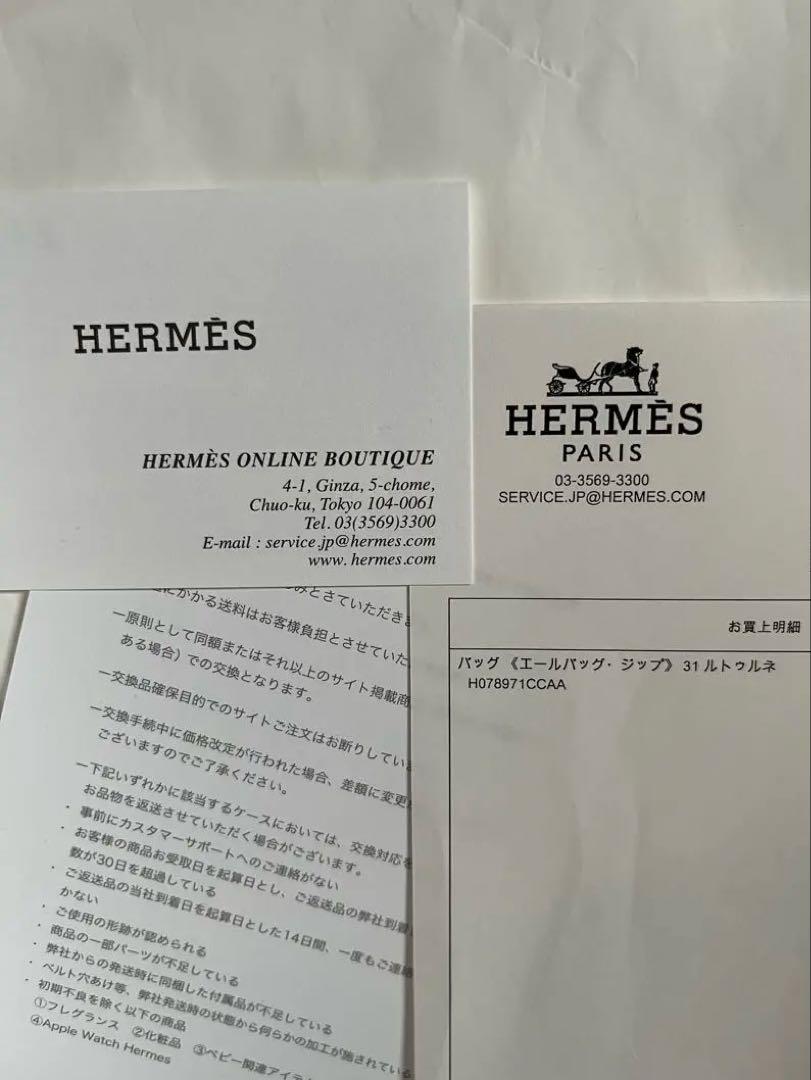 HERMÈS
HERMÈS ONLINE BOUTIQUE
4-1, Ginza, 5-chome,
Chuo-ku, Tokyo 104-0061
Tel. 03(3569)3300
E-mail : service.jp@hermes.com
www. hermes.com
HERMÈS
PARIS
03-3569-3300
SERVICE.JP@HERMES.COM
お買上明細
バッグ 《エールバッグ・ジップ》 31 ルトゥルネ
H078971CCAA
にかかる送料はお客様負担とさせていた
ー原則として同額またはそれ以上のサイト掲載商
ある場合）での交換となります。
ー交換品確保目的でのサイトご注文はお断りしてい
ー交換手続中に価格改定が行われた場合、差額に変更
ございますのでご了承ください。
ー下記いずれかに該当するケースにおいては、交換対応を
お品物を返送させていただく場合がございます。
・ 事前にカスタマーサポートへのご連絡がない
・ お客様の商品お受取日を起算日とし、ご返送品の弊社到着
数が30日を超過している
・ ご返送品の当社到着日を起算日とした14日間、一度もご連絡
かない
・ ご使用の形跡が認められる
・ 商品の一部パーツが不足している
・ 弊社からの発送時に同梱した付属品が不足している
・ ベルト穴あけ等、弊社発送時の状態から何らかの加工が施されている
・ 初期不良を除く以下の商品
①フレグランス ②化粧品 ③ベビー関連アイテ
④Apple Watch Hermes